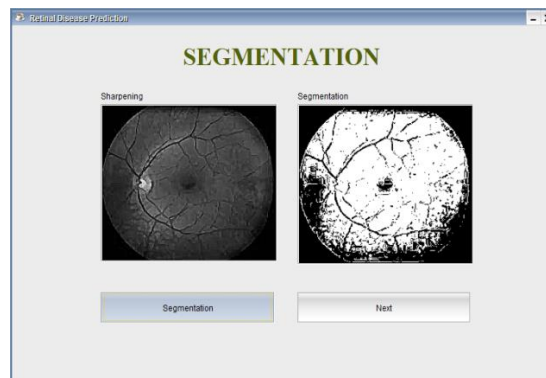 Retinal Disease Prediction
SEGMENTATION
Sharpening
Segmentation
Segmentation
Next